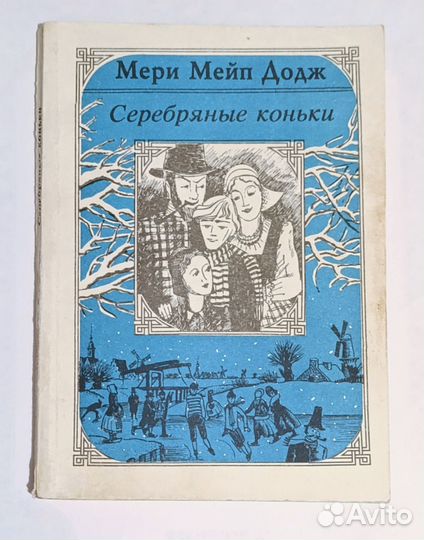 Мери Мейп Додж
Серебряные коньки
Серебряные коньки
Avito